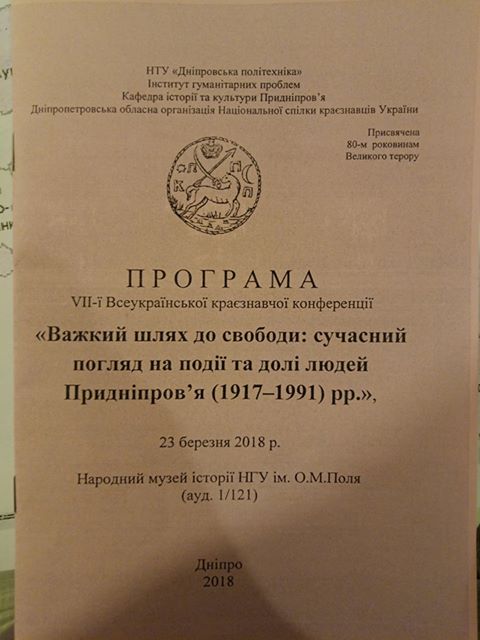 НТУ «Дніпровська політехніка»
Інститут гуманітарних проблем
Кафедра історії та культури Придніпров’я
Дніпропетровська обласна організація Національної спілки краєзнавців України
Присвячена
80-м роковинам
Великого терору
ПРОГРАМА
VII-ї Всеукраїнської краєзнавчої конференції
«Важкий шлях до свободи: сучасний
погляд на події та долі людей
Придніпров’я (1917–1991) рр.»,
23 березня 2018 р.
Народний музей історії НГУ ім. О.М.Поля
(ауд. 1/121)
Дніпро
2018